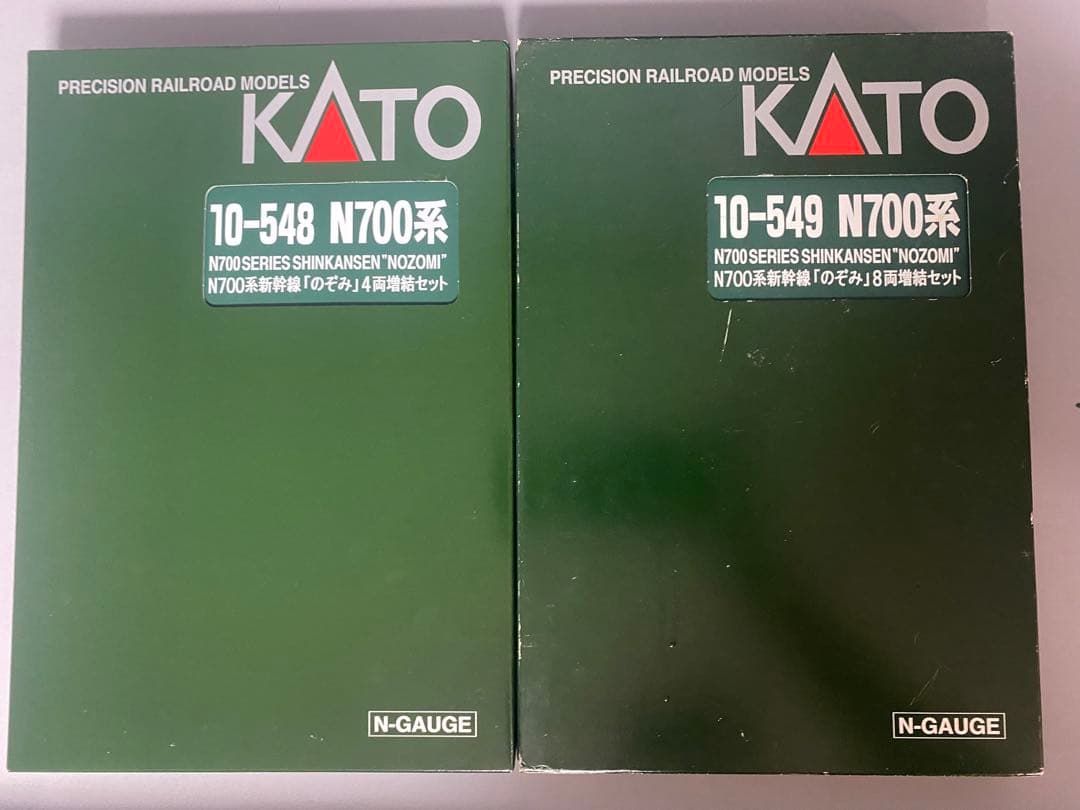 PRECISION RAILROAD MODELS
KATO
10-548 N700系
N700 SERIES SHINKANSEN "NOZOMI"
N700系新幹線「のぞみ」4両増結セット
N-GAUGE
PRECISION RAILROAD MODELS
KATO
10-549 N700系
N700 SERIES SHINKANSEN "NOZOMI"
N700系新幹線「のぞみ」8両増結セット
N-GAUGE